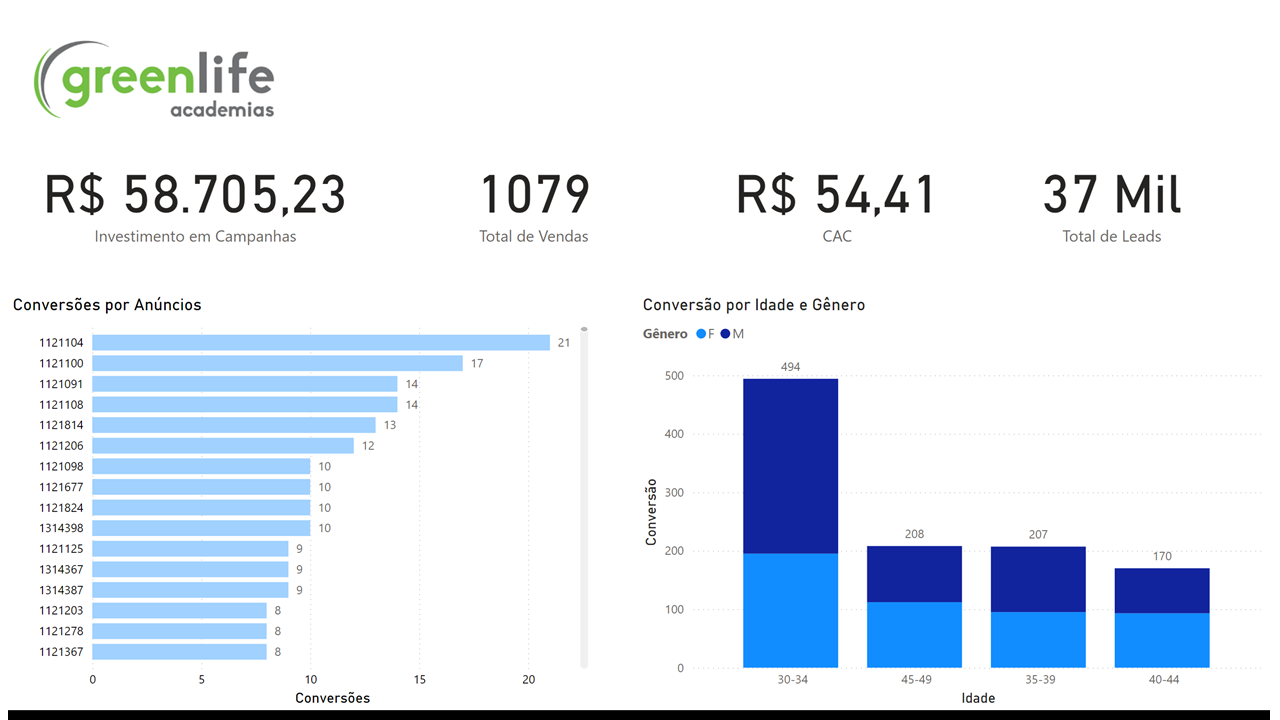 greenlife
academias
R$ 58.705,23
Investimento em Campanhas
1079
Total de Vendas
R$ 54,41
CAC
37 Mil
Total de Leads
Conversões por Anúncios
1121104 21
1121100 17
1121091 14
1121108 14
1121814 13
1121206 12
1121098 10
1121677 10
1121824 10
1314398 10
1121125 9
1314367 9
1314387 9
1121203 8
1121278 8
1121367 8
0 5 10 15 20
Conversões
Conversão por Idade e Gênero
Gênero F M
Conversão
500
400
300
200
100
0
494
208
207
170
30-34 45-49 35-39 40-44
Idade